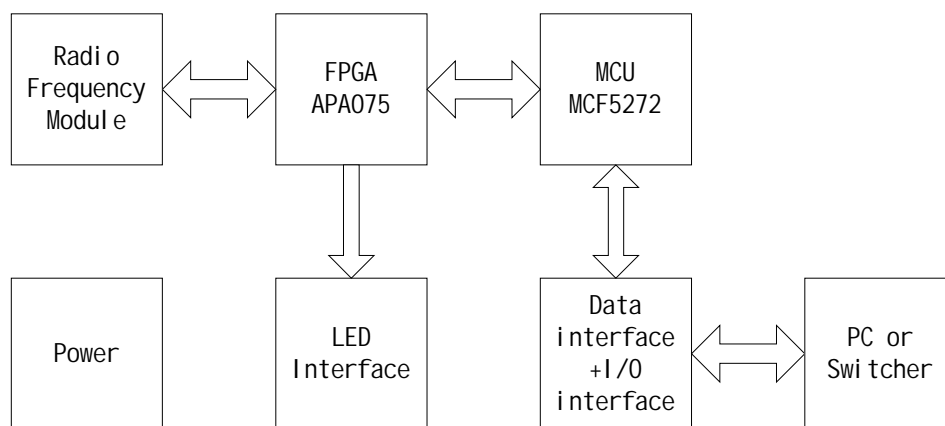 Radio
Frequency
Module
FPGA
APA075
MCU
MCF5272
Power
LED
Interface
Data
interface
+I/O
interface
PC or
Switcher